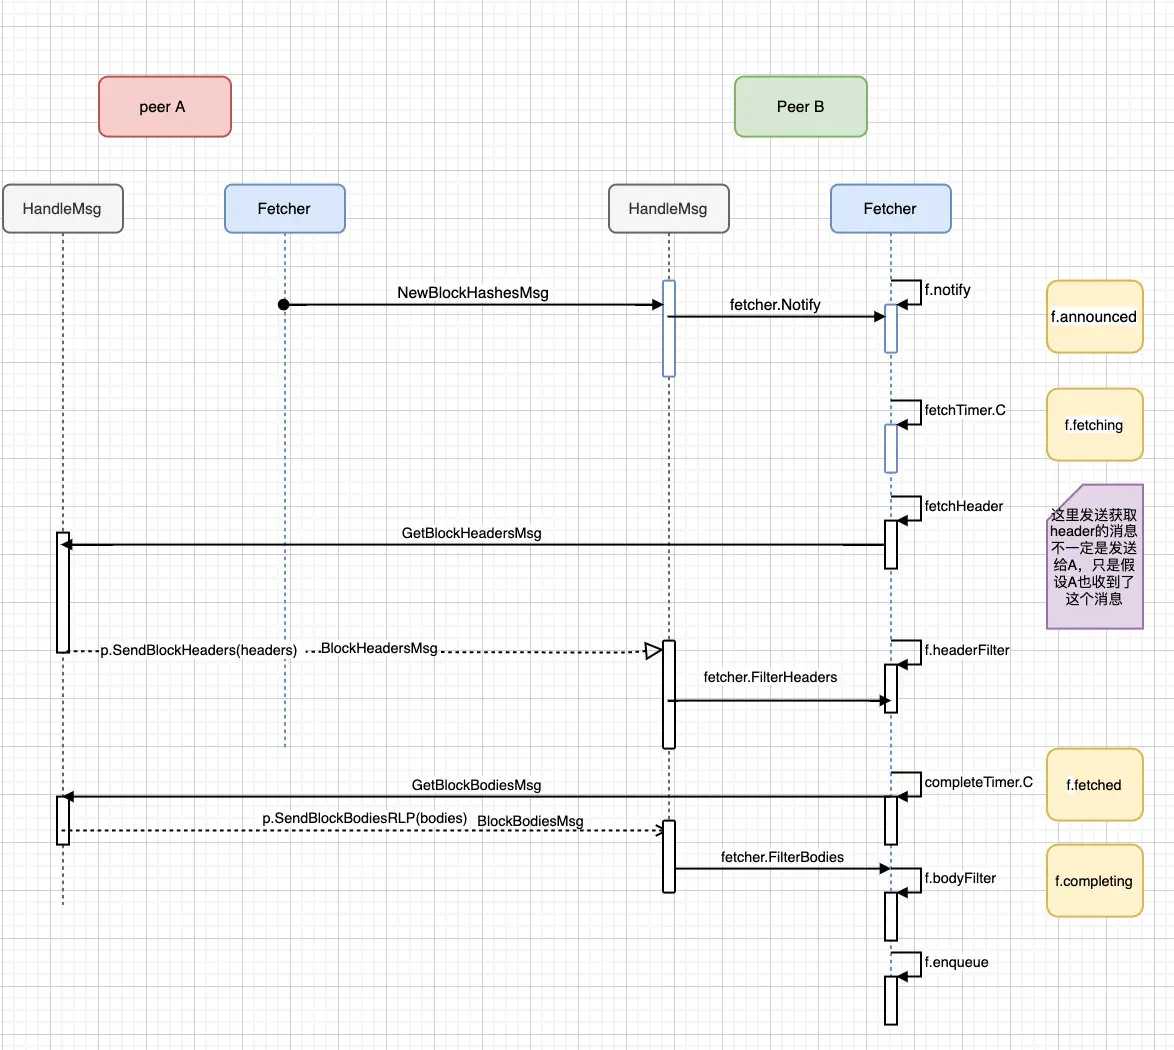 peer A
Peer B
HandleMsg
Fetcher
HandleMsg
Fetcher
NewBlockHashesMsg
fetcher.Notify
f.notify
f.announced
fetchTimer.C
f.fetching
fetchHeader
GetBlockHeadersMsg
这里发送获取
header的消息
不一定是发送
给A，只是假
设A也收到了
这个消息
p.SendBlockHeaders(headers)
BlockHeadersMsg
f.headerFilter
fetcher.FilterHeaders
GetBlockBodiesMsg
completeTimer.C
f.fetched
p.SendBlockBodiesRLP(bodies)
BlockBodiesMsg
fetcher.FilterBodies
f.bodyFilter
f.completing
f.enqueue